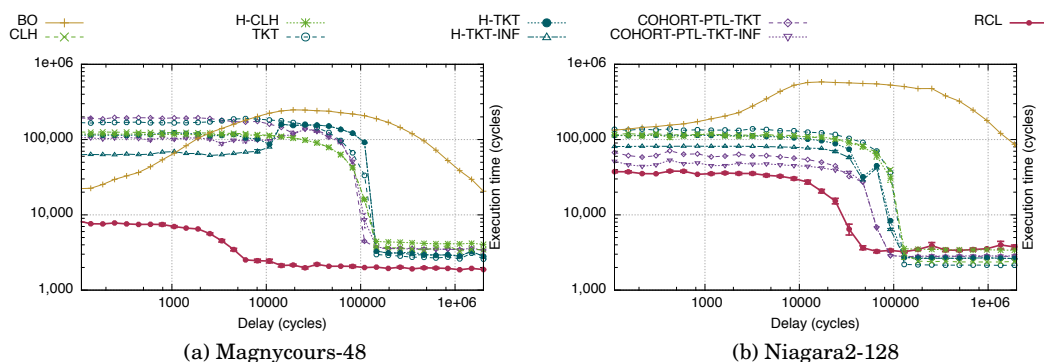 BO H-CLH H-TKT COHORT-PTL-TKT RCL
CLH TKT H-TKT-INF COHORT-PTL-TKT-INF
1e+06
100,000
10,000
1,000
1000 10000 100000 1e+06
Delay (cycles)
Execution time (cycles)
(a) Magnycours-48
1e+06
100,000
10,000
1,000
1000 10000 100000 1e+06
Delay (cycles)
Execution time (cycles)
(b) Niagara2-128